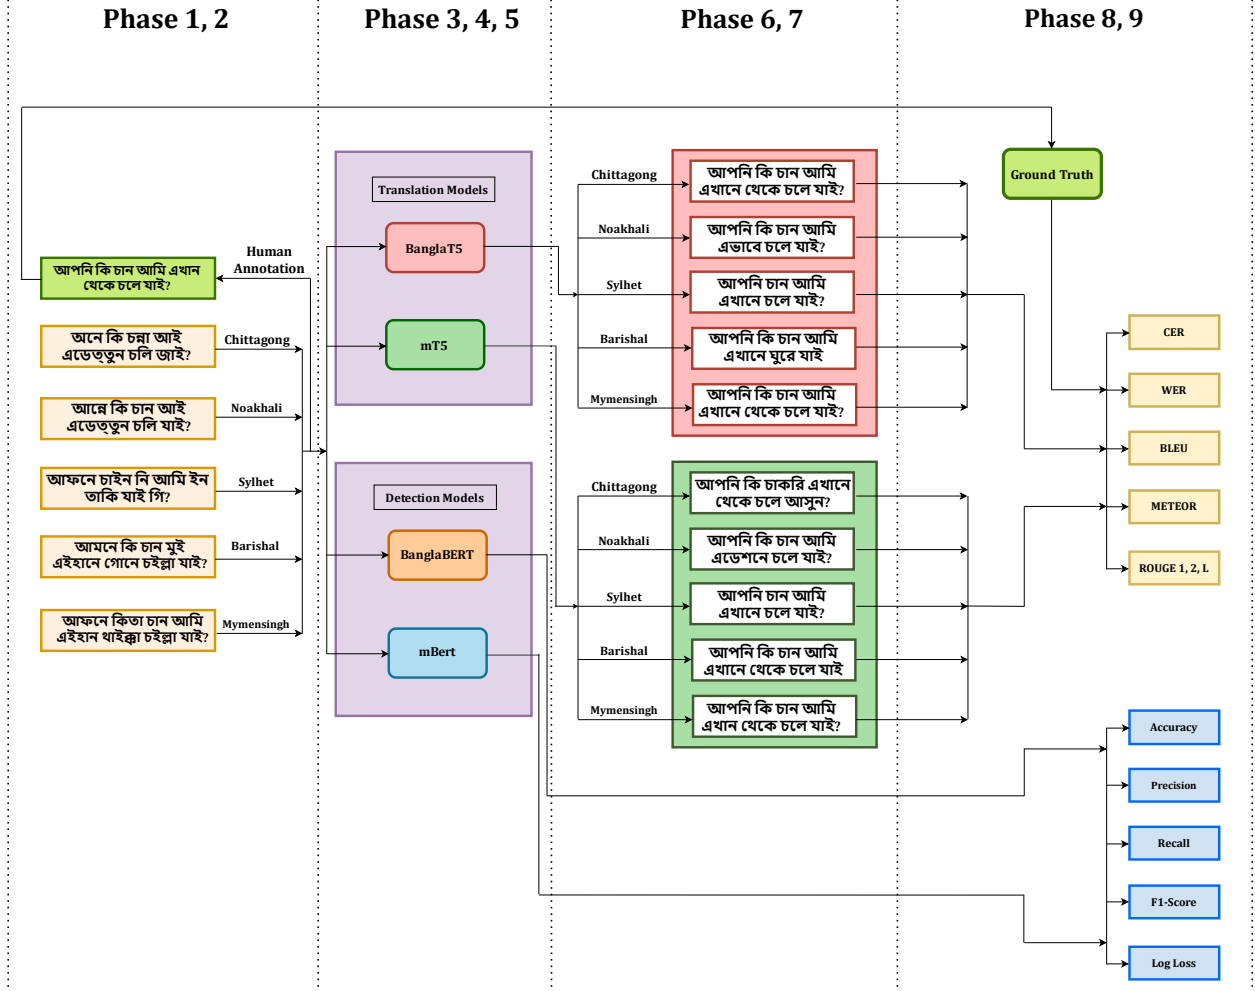 Phase 1, 2
Phase 3, 4, 5
Phase 6, 7
Phase 8, 9
Human
Annotation
আপনি কি চান আমি এখান
থেকে চলে যাই?
Chittagong
অনে কি চন্না আই
এডেত্তুন চলি জাই?
Noakhali
আন্নে কি চান আই
এডেত্তুন চলি যাই?
Sylhet
আফনে চাইন নি আমি ইন
তাকি যাই গি?
Barishal
আমনে কি চান মুই
এইহানে গোনে চইল্লা যাই?
Mymensingh
আফনে কিতা চান আমি
এইহান থাইক্কা চইল্লা যাই?
Translation Models
BanglaT5
mT5
Detection Models
BanglaBERT
mBert
Chittagong
আপনি কি চান আমি
এখানে থেকে চলে যাই?
Noakhali
আপনি কি চান আমি
এভাবে চলে যাই?
Sylhet
আপনি চান আমি
এখানে চলে যাই?
Barishal
আপনি কি চান আমি
এখানে ঘুরে যাই
Mymensingh
আপনি কি চান আমি
এখানে থেকে চলে যাই?
Chittagong
আপনি কি চাকরি এখানে
থেকে চলে আসুন?
Noakhali
আপনি কি চান আমি
এডেশনে চলে যাই?
Sylhet
আপনি চান আমি
এখানে চলে যাই?
Barishal
আপনি কি চান আমি
এখানে থেকে চলে যাই
Mymensingh
আপনি কি চান আমি
এখান থেকে চলে যাই?
Ground Truth
CER
WER
BLEU
METEOR
ROUGE 1, 2, L
Accuracy
Precision
Recall
F1-Score
Log Loss